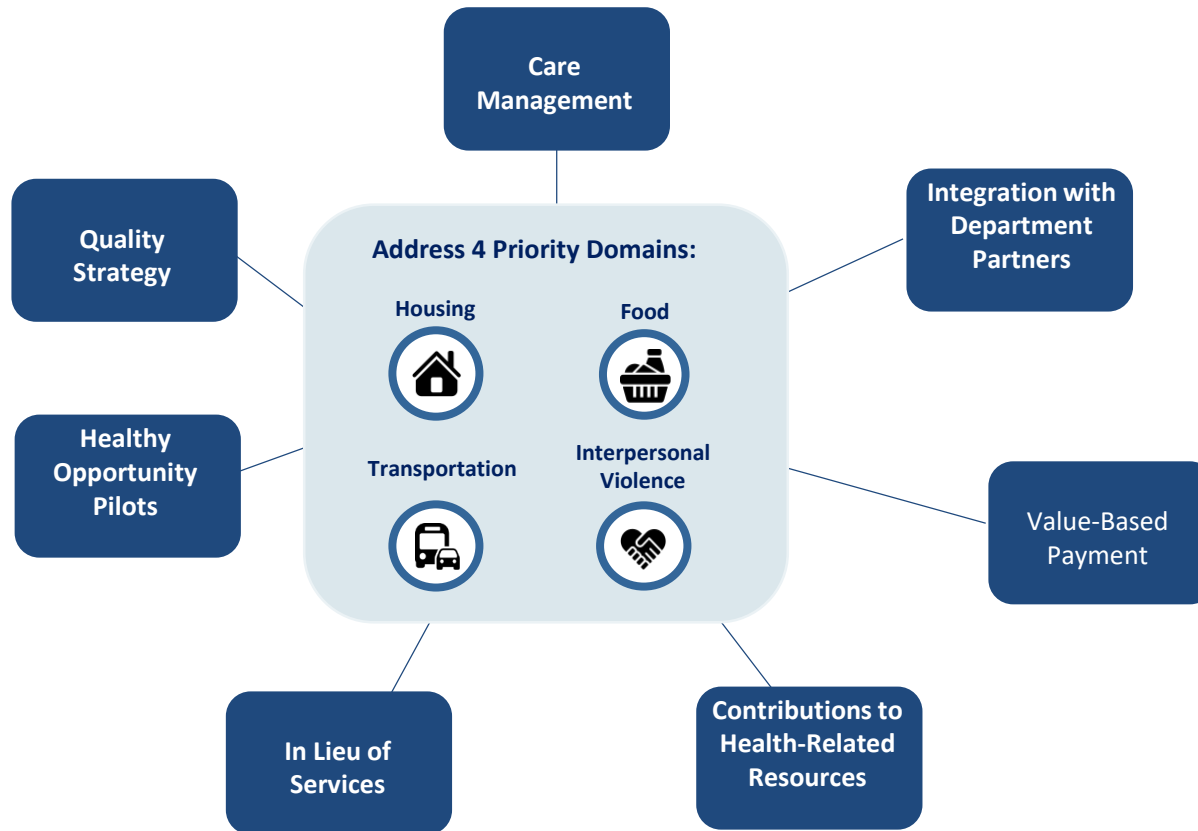 Care
Management
Quality
Strategy
Integration with
Department
Partners
Address 4 Priority Domains:
Housing
Food
Transportation
Interpersonal
Violence
Healthy
Opportunity
Pilots
Value-Based
Payment
In Lieu of
Services
Contributions to
Health-Related
Resources